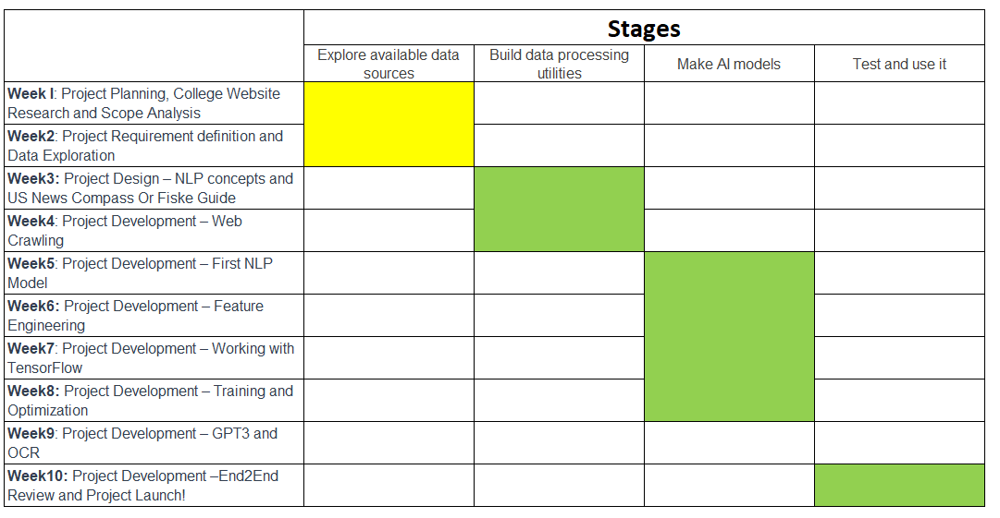 Stages
Explore available data
sources
Build data processing
utilities
Make AI models
Test and use it
Week I: Project Planning, College Website
Research and Scope Analysis
Week2: Project Requirement definition and
Data Exploration
Week3: Project Design – NLP concepts and
US News Compass Or Fiske Guide
Week4: Project Development – Web
Crawling
Week5: Project Development – First NLP
Model
Week6: Project Development – Feature
Engineering
Week7: Project Development – Working with
TensorFlow
Week8: Project Development – Training and
Optimization
Week9: Project Development – GPT3 and
OCR
Week10: Project Development –End2End
Review and Project Launch!